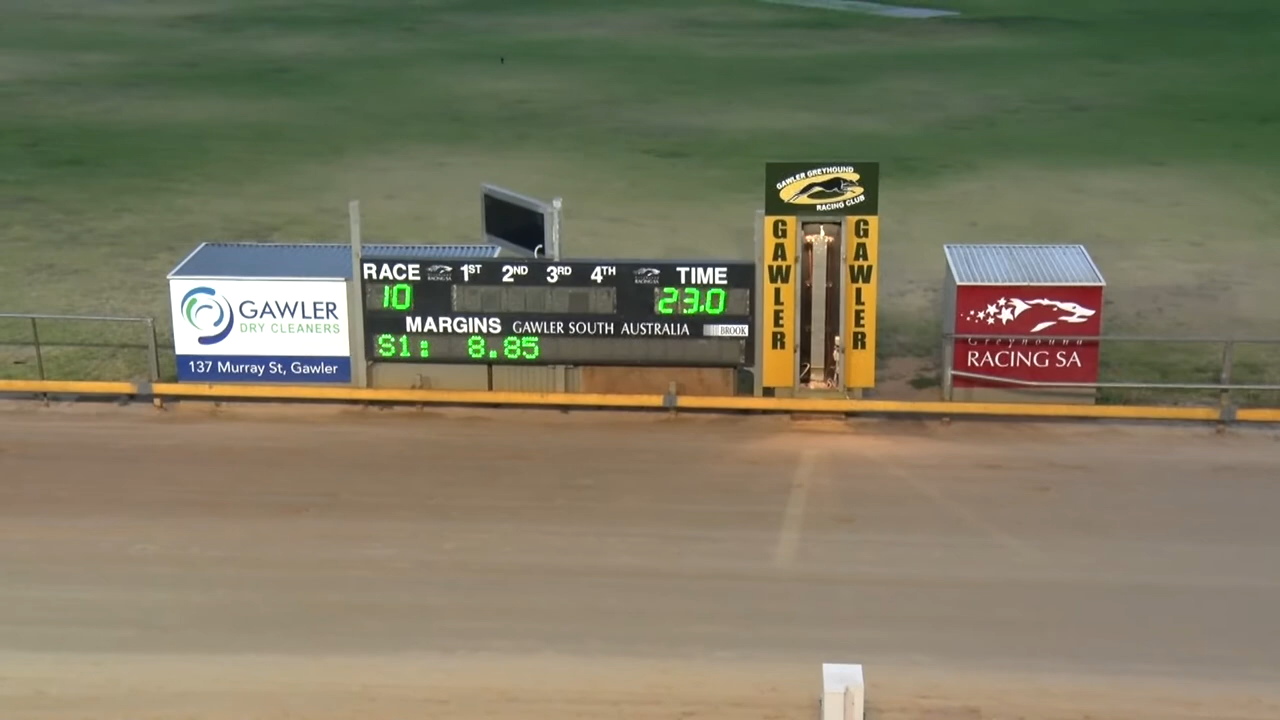 GAWLER GREYHOUND
RACING CLUB
GAWLER
GAWLER
RACE 1ST 2ND 3RD 4TH TIME
10 23.0
MARGINS GAWLER SOUTH AUSTRALIA BROOK
S1: 8.85
GAWLER
DRY CLEANERS
137 Murray St, Gawler
Greyhound
RACING SA